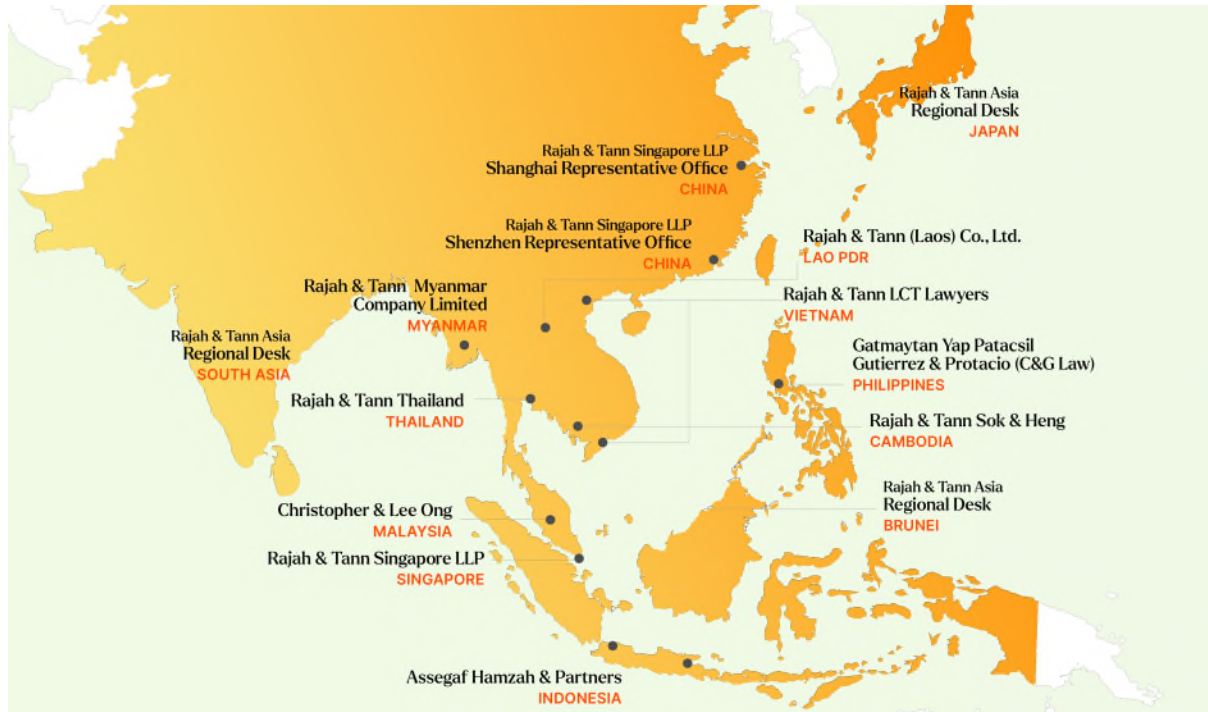 Rajah & Tann Asia
Regional Desk
JAPAN
Rajah & Tann Singapore LLP
Shanghai Representative Office
CHINA
Rajah & Tann Singapore LLP
Shenzhen Representative Office
CHINA
Rajah & Tann (Laos) Co., Ltd.
LAO PDR
Rajah & Tann Myanmar
Company Limited
MYANMAR
Rajah & Tann LCT Lawyers
VIETNAM
Rajah & Tann Asia
Regional Desk
SOUTH ASIA
Gatmaytan Yap Patacsil
Gutierrez & Protacio (C&G Law)
PHILIPPINES
Rajah & Tann Thailand
THAILAND
Rajah & Tann Sok & Heng
CAMBODIA
Rajah & Tann Asia
Regional Desk
BRUNEI
Christopher & Lee Ong
MALAYSIA
Rajah & Tann Singapore LLP
SINGAPORE
Assegaf Hamzah & Partners
INDONESIA